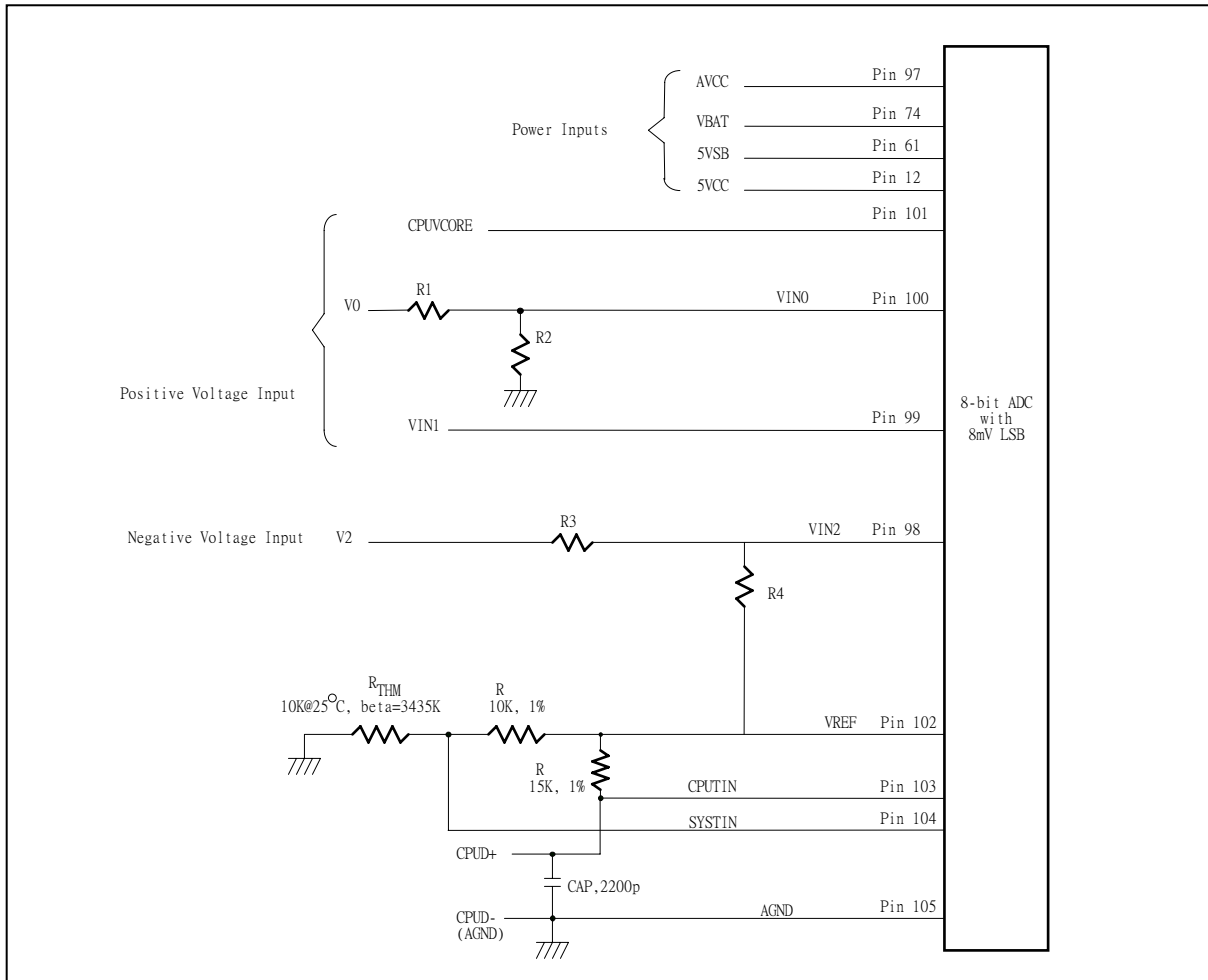 AVCC Pin 97
Power Inputs VBAT Pin 74
5VSB Pin 61
5VCC Pin 12
CPUVCORE Pin 101
R1
V0 VIN0 Pin 100
R2
Positive Voltage Input
VIN1 Pin 99
8-bit ADC
with
8mV LSB
R3
Negative Voltage Input V2 VIN2 Pin 98
R4
RTHM
10K@25°C, beta=3435K
R
10K, 1%
VREF Pin 102
R
15K, 1%
CPUTIN Pin 103
SYSTIN Pin 104
CPUD+
CAP,2200p
CPUD-
(AGND)
AGND Pin 105